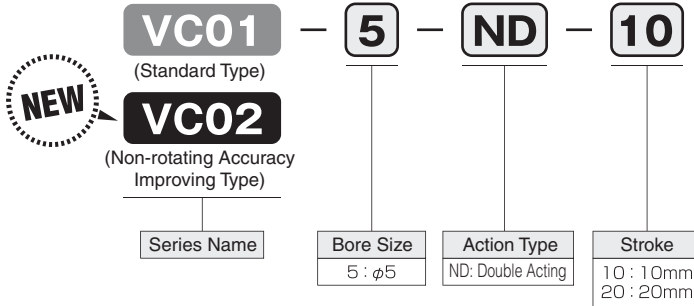 VC01 – 5 – ND – 10
(Standard Type)
NEW
VC02
(Non-rotating Accuracy
Improving Type)
Series Name
Bore Size
5 : φ5
Action Type
ND: Double Acting
Stroke
10 : 10mm
20 : 20mm